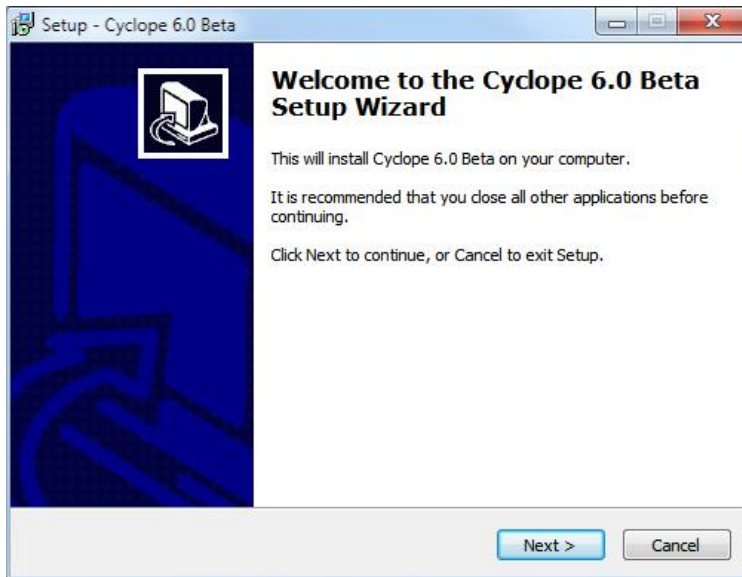 Setup - Cyclope 6.0 Beta
Welcome to the Cyclope 6.0 Beta
Setup Wizard
This will install Cyclope 6.0 Beta on your computer.
It is recommended that you close all other applications before
continuing.
Click Next to continue, or Cancel to exit Setup.
Next >
Cancel